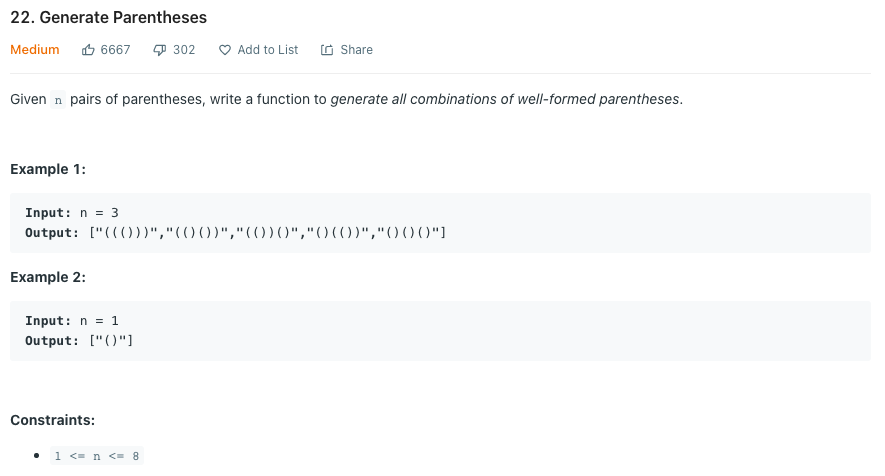 22. Generate Parentheses
Medium 6667 302 Add to List Share
Given n pairs of parentheses, write a function to generate all combinations of well-formed parentheses.
Example 1:
Input: n = 3
Output: ["((()))","(()())","(())()","()(())","()()()"]
Example 2:
Input: n = 1
Output: ["()"]
Constraints:
• 1 <= n <= 8